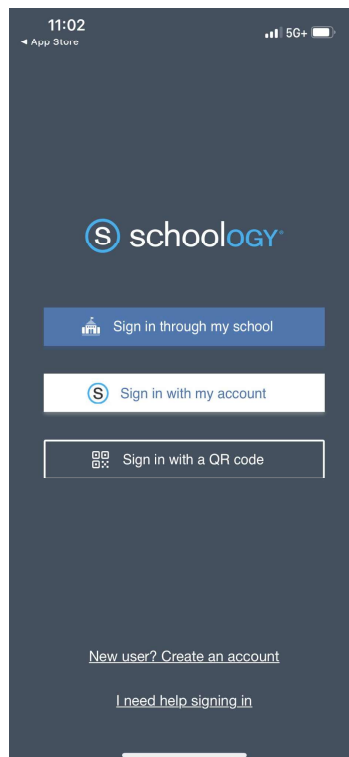 11:02
◄ App Store
5G+
S schoology®
Sign in through my school
S Sign in with my account
Sign in with a QR code
New user? Create an account
I need help signing in